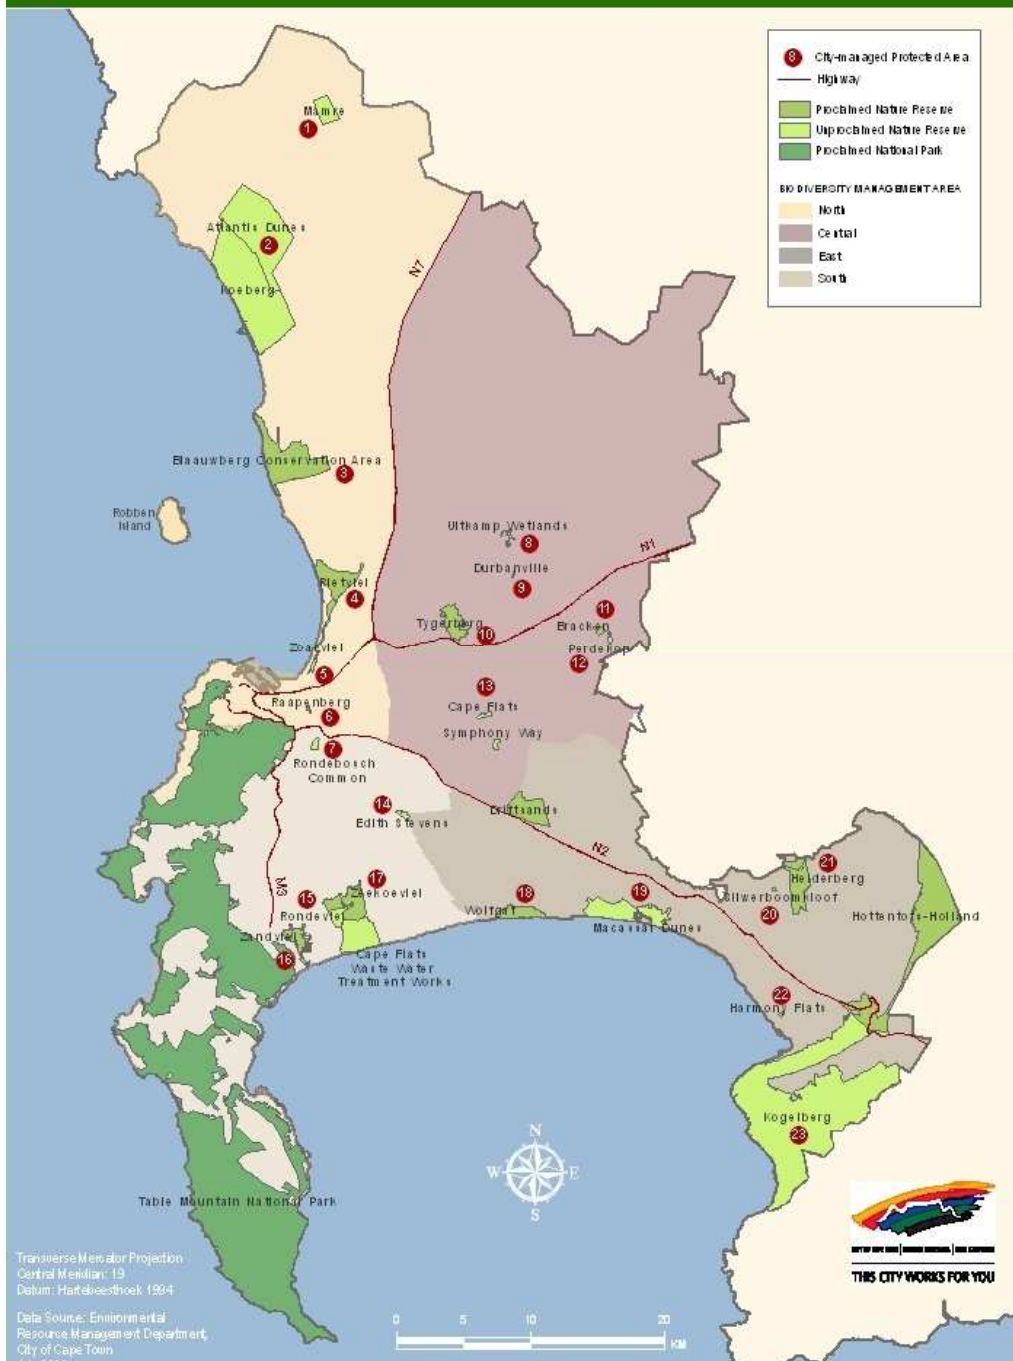 8 City-managed Protected Area
Highway
Proclaimed Nature Reserve
Unproclaimed Nature Reserve
Proclaimed National Park
BIODIVERSITY MANAGEMENT AREA
North
Central
East
South
Mamre
1
Atlantis Dunes
2
Koeberg
N7
Blaauwberg Conservation Area
3
Robben
Island
Uitkamp Wetlands
8
N1
Durbanville
9
Rietvlei
4
11
Tygerberg
10
Bracken
Perdekop
12
Zoarvlei
5
13
Raapenberg
6
Cape Flats
Symphony Way
7
Rondebosch
Common
14
Edith Stevens
Driftsands
N2
M3
17
Zeekoevlei
15
Rondevlei
Zandvlei
16
Cape Flats
Waste Water
Treatment Works
18
Wolfgat
19
Macassar Dunes
21
Helderberg
Silwerboomkloof
20
Hottentots-Holland
22
Harmony Flats
Kogelberg
23
N
W E
S
Table Mountain National Park
THIS CITY WORKS FOR YOU
Transverse Mercator Projection
Central Meridian: 19
Datum: Hartebeesthoek 1994
Data Source: Environmental
Resource Management Department,
City of Cape Town
0 5 10 20
KM